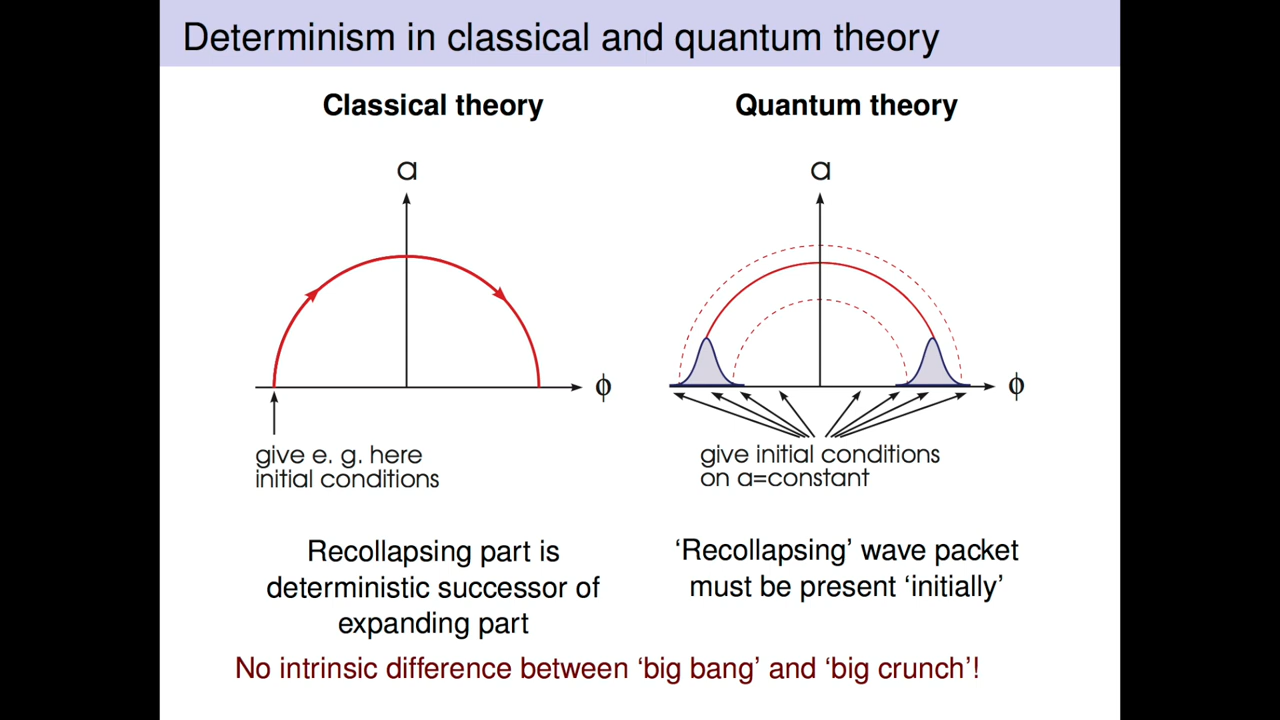 Determinism in classical and quantum theory
Classical theory
a
ϕ
give e. g. here
initial conditions
Recollapsing part is
deterministic successor of
expanding part
Quantum theory
a
ϕ
give initial conditions
on a=constant
‘Recollapsing’ wave packet
must be present ‘initially’
No intrinsic difference between ‘big bang’ and ‘big crunch’!